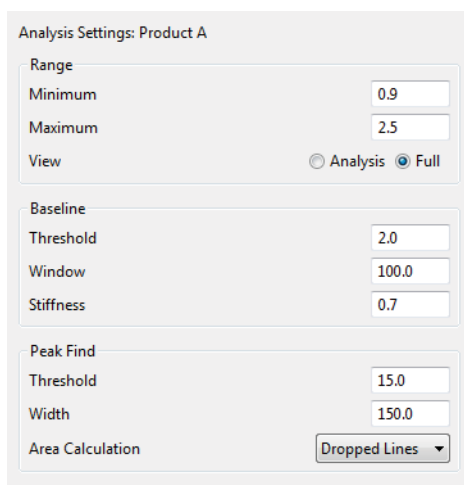 Analysis Settings: Product A
Range
Minimum 0.9
Maximum 2.5
View Analysis Full
Baseline
Threshold 2.0
Window 100.0
Stiffness 0.7
Peak Find
Threshold 15.0
Width 150.0
Area Calculation Dropped Lines